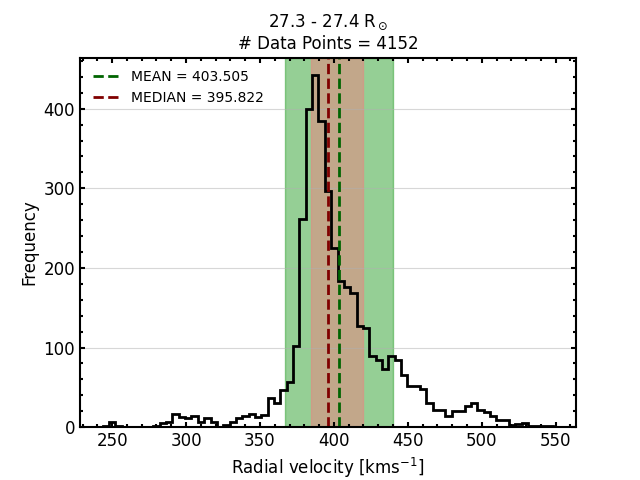 27.3 - 27.4 R⊙
# Data Points = 4152
MEAN = 403.505
MEDIAN = 395.822
Frequency
400
300
200
100
0
250 300 350 400 450 500 550
Radial velocity [kms⁻¹]